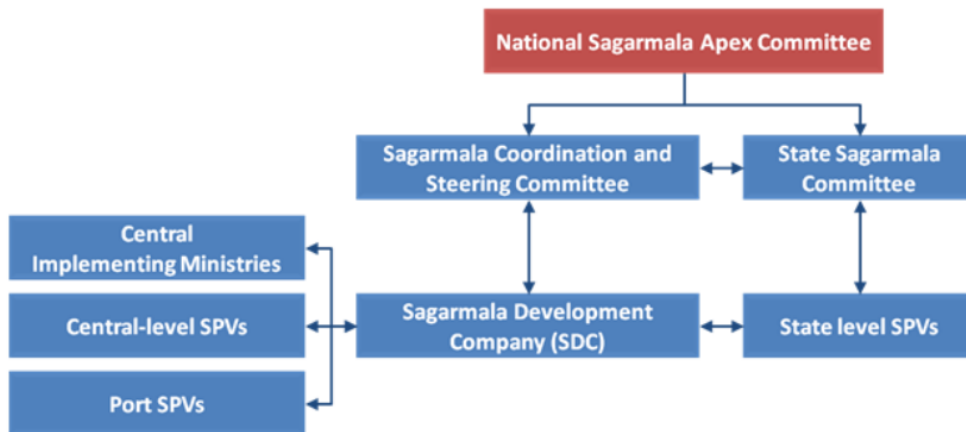 National Sagarmala Apex Committee
Sagarmala Coordination and
Steering Committee
State Sagarmala
Committee
Central
Implementing Ministries
Central-level SPVs
Port SPVs
Sagarmala Development
Company (SDC)
State level SPVs